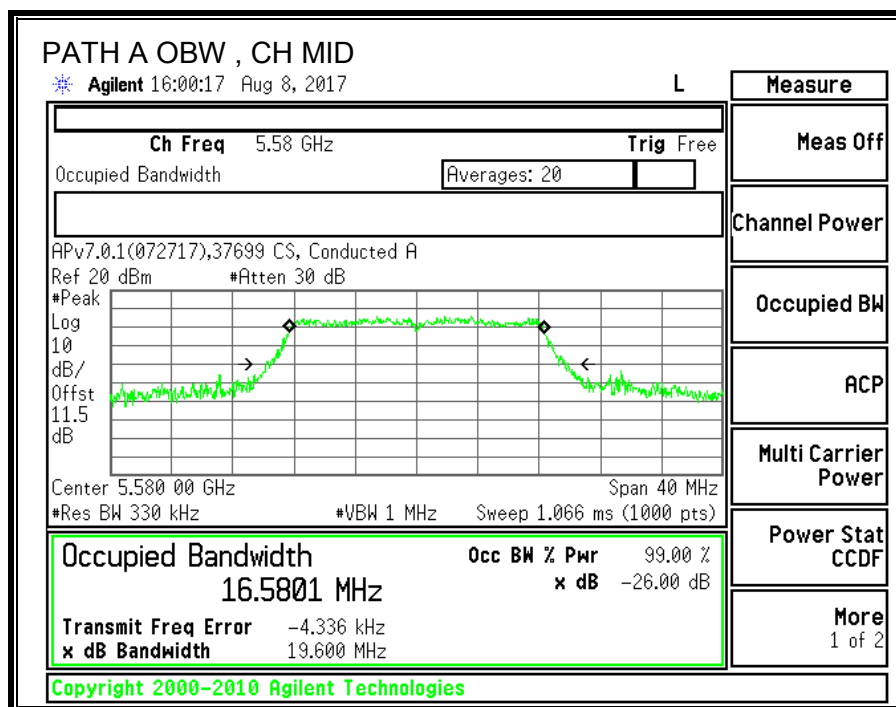 PATH A OBW , CH MID
Agilent 16:00:17 Aug 8, 2017 L
Measure
Ch Freq 5.58 GHz Trig Free
Meas Off
Occupied Bandwidth Averages: 20
Channel Power
APv7.0.1(072717),37699 CS, Conducted A
Ref 20 dBm #Atten 30 dB
#Peak
Log
10
dB/
Offst
11.5
dB
Occupied BW
ACP
Multi Carrier
Power
Center 5.580 00 GHz Span 40 MHz
#Res BW 330 kHz #VBW 1 MHz Sweep 1.066 ms (1000 pts)
Power Stat
CCDF
Occupied Bandwidth Occ BW % Pwr 99.00 %
16.5801 MHz x dB -26.00 dB
Transmit Freq Error -4.336 kHz
x dB Bandwidth 19.600 MHz
More
1 of 2
Copyright 2000-2010 Agilent Technologies